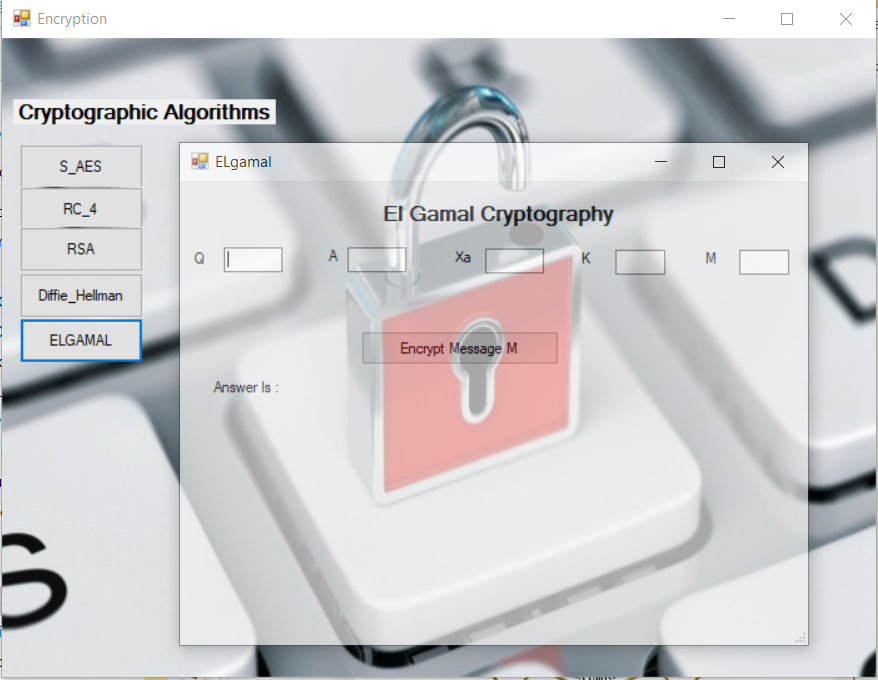 Encryption
Cryptographic Algorithms
S_AES
RC_4
RSA
Diffie_Hellman
ELGAMAL
ELgamal
El Gamal Cryptography
Q A Xa K M
Encrypt Message M
Answer Is :
S
D